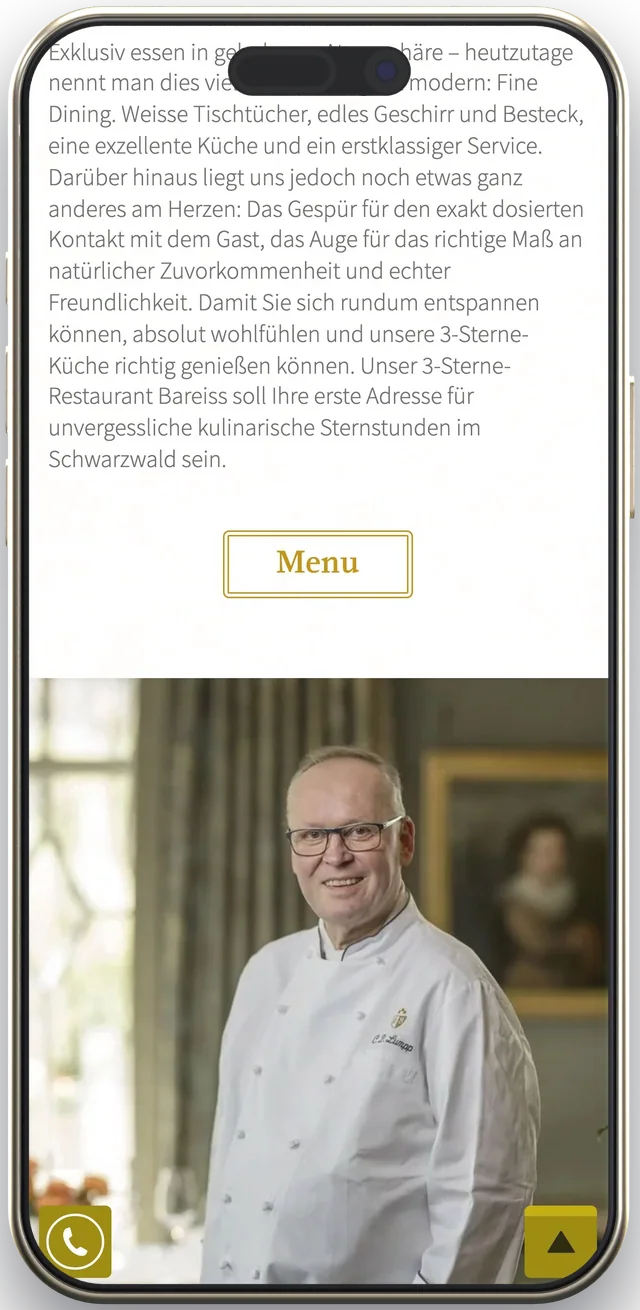 Exklusiv essen in – heutzutage
nennt man dies modern: Fine
Dining. Weisse Tischtücher, edles Geschirr und Besteck,
eine exzellente Küche und ein erstklassiger Service.
Darüber hinaus liegt uns jedoch noch etwas ganz
anderes am Herzen: Das Gespür für den exakt dosierten
Kontakt mit dem Gast, das Auge für das richtige Maß an
natürlicher Zuvorkommenheit und echter
Freundlichkeit. Damit Sie sich rundum entspannen
können, absolut wohlfühlen und unsere 3-Sterne-
Küche richtig genießen können. Unser 3-Sterne-
Restaurant Bareiss soll Ihre erste Adresse für
unvergessliche kulinarische Sternstunden im
Schwarzwald sein.
Menu
C.P. Lumpp